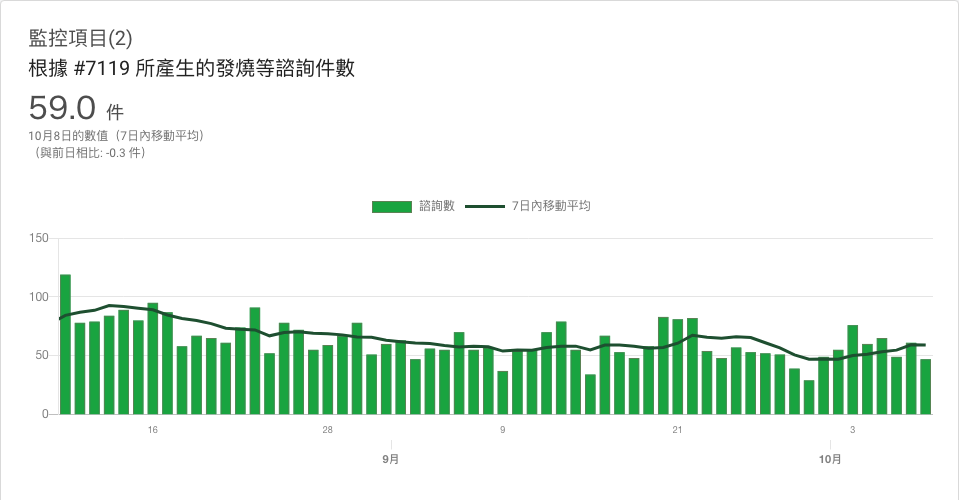 監控項目(2)
根據 #7119 所產生的發燒等諮詢件數
59.0 件
10月8日的數值（7日內移動平均）
（與前日相比: -0.3 件）
諮詢數 7日內移動平均
150
100
50
0
16 28 9 21 3
9月 10月